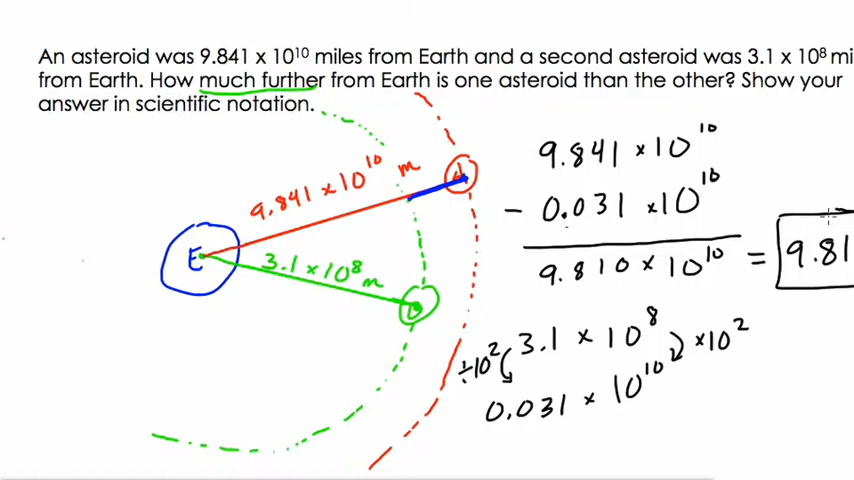 An asteroid was 9.841 x 10¹⁰ miles from Earth and a second asteroid was 3.1 x 10⁸ mi
from Earth. How much further from Earth is one asteroid than the other? Show your
answer in scientific notation.
9.841 × 10¹⁰
- 0.031 × 10¹⁰
9.810 × 10¹⁰ = 9.81
9.841 × 10¹⁰ m
E
3.1 × 10⁸ m
3.1 × 10⁸
÷10² ×10²
0.031 × 10¹⁰